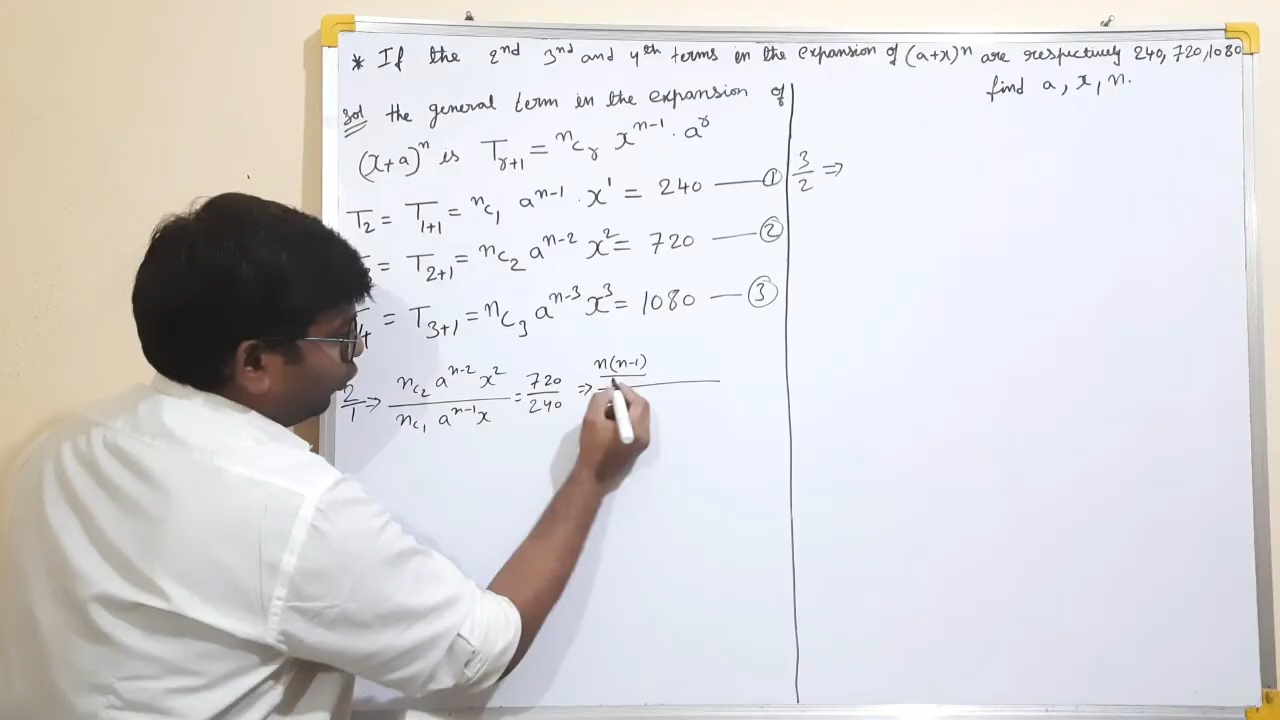 * If the 2nd 3nd and 4th terms in the expansion of (a+x)^n are respectively 240, 720, 1080
find a, x, n.
Sol the general term in the expansion of
(x+a)^n is T_{r+1} = ^nC_r x^{n-1} . a^r
T_2 = T_{1+1} = ^nC_1 a^{n-1} . x^1 = 240 —— ①
= T_{2+1} = ^nC_2 a^{n-2} x^2 = 720 —— ②
= T_{3+1} = ^nC_3 a^{n-3} x^3 = 1080 — ③
2/1 ⇒ ^nC_2 a^{n-2} x^2 / ^nC_1 a^{n-1} x = 720/240 ⇒ n(n-1)
3/2 ⇒